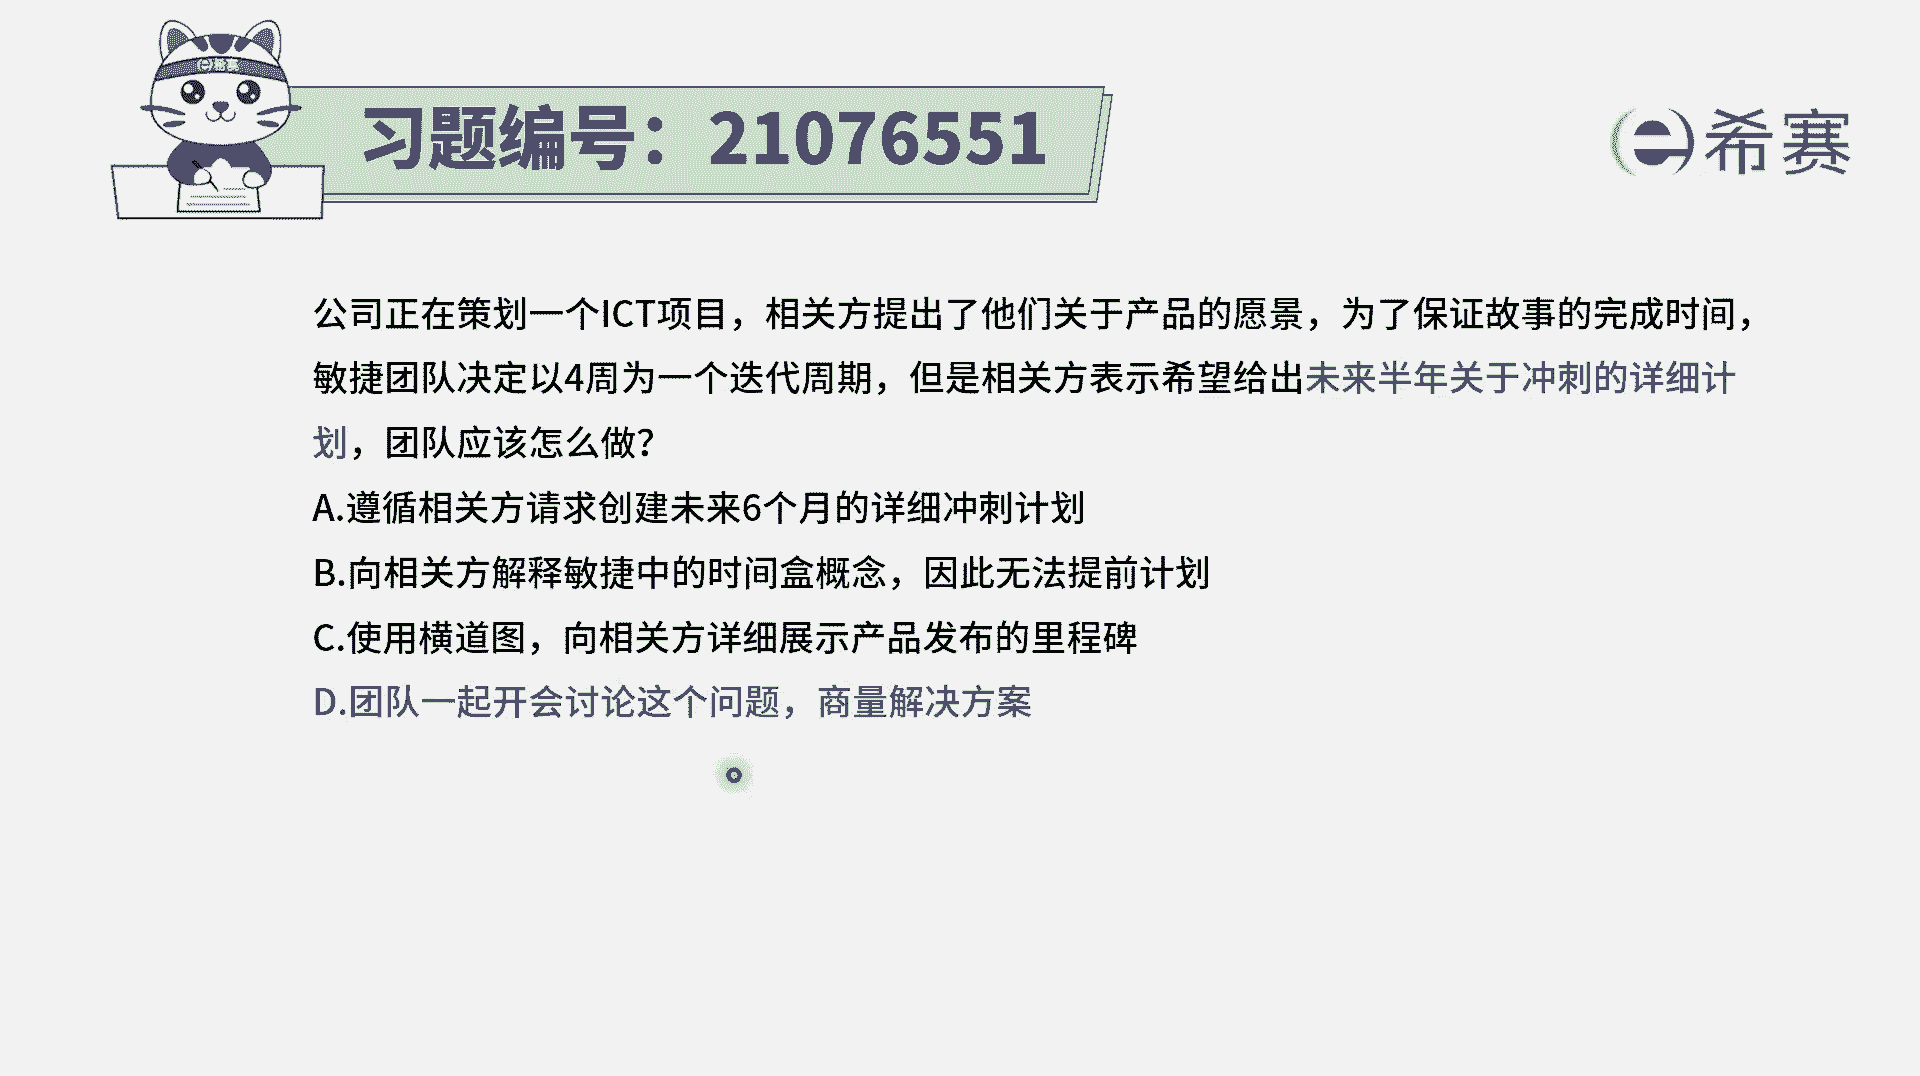 e希赛
习题编号：21076551
e希赛
公司正在策划一个ICT项目，相关方提出了他们关于产品的愿景，为了保证故事的完成时间，
敏捷团队决定以4周为一个迭代周期，但是相关方表示希望给出未来半年关于冲刺的详细计
划，团队应该怎么做？
A.遵循相关方请求创建未来6个月的详细冲刺计划
B.向相关方解释敏捷中的时间盒概念，因此无法提前计划
C.使用横道图，向相关方详细展示产品发布的里程碑
D.团队一起开会讨论这个问题，商量解决方案